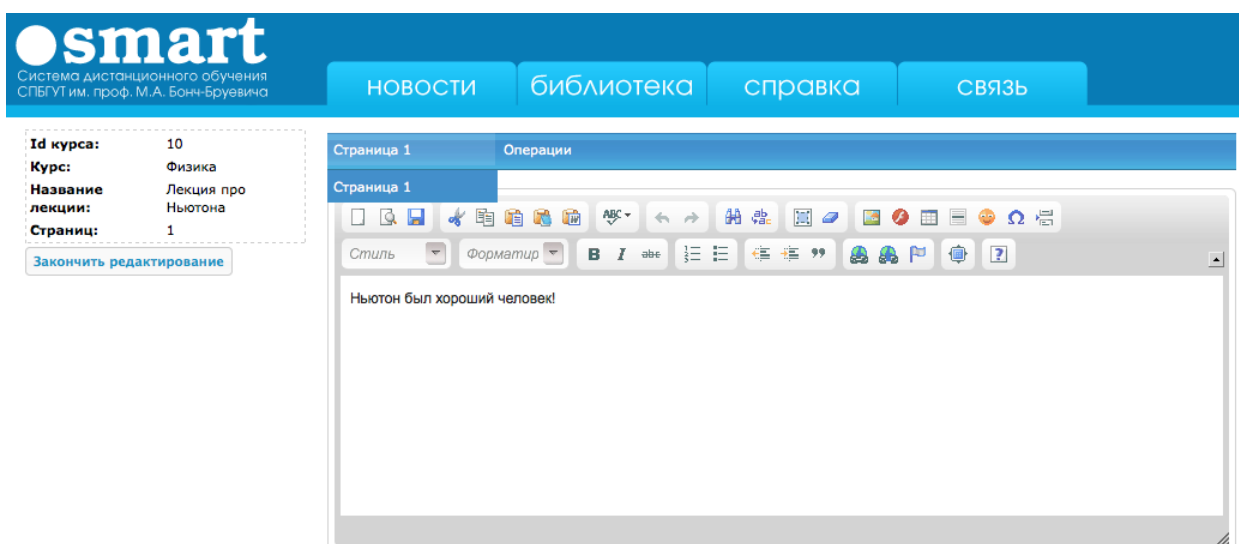 smart
Система дистанционного обучения
СПБГУТ им. проф. М.А. Бонч-Бруевича
новости библиотека справка связь
Id курса: 10
Курс: Физика
Название лекции: Лекция про Ньютона
Страниц: 1
Закончить редактирование
Страница 1 Операции
Страница 1
ABC
Стиль Форматир B I abc
Ньютон был хороший человек!